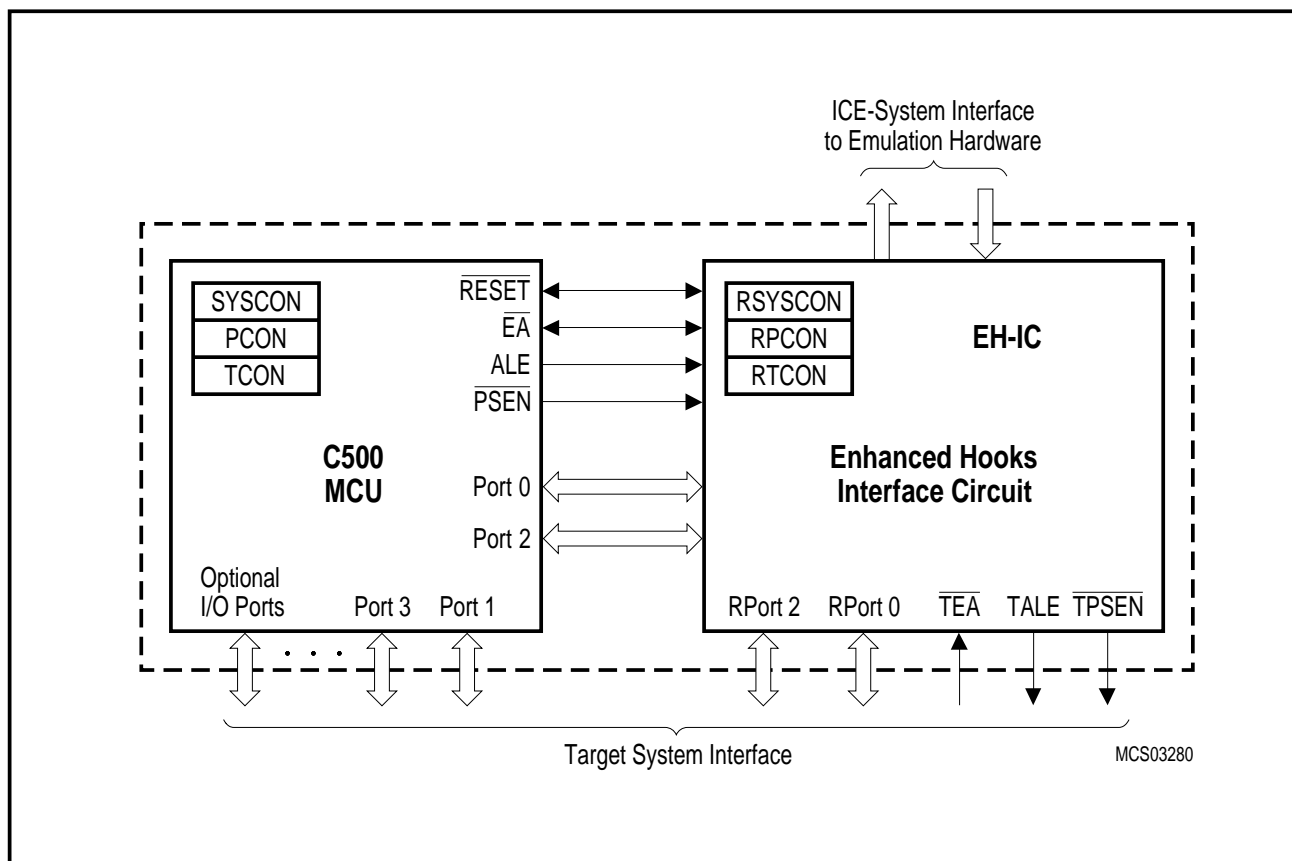 ICE-System Interface
to Emulation Hardware
SYSCON
PCON
TCON
RESET
EA
ALE
PSEN
C500
MCU
Port 0
Port 2
Optional
I/O Ports
Port 3
Port 1
. . .
RSYSCON
RPCON
RTCON
EH-IC
Enhanced Hooks
Interface Circuit
RPort 2
RPort 0
TEA
TALE
TPSEN
Target System Interface
MCS03280